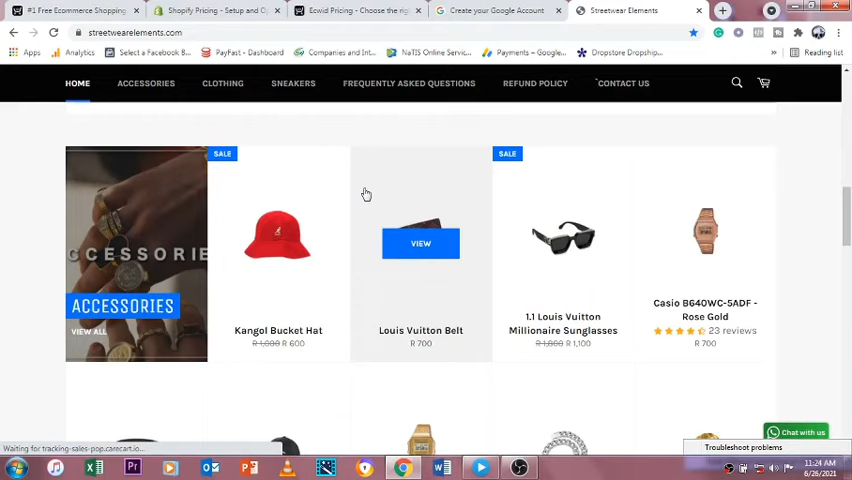 #1 Free Ecommerce Shopping
Shopify Pricing - Setup and O
Ecwid Pricing - Choose the rig
Create your Google Account
Streetwear Elements
streetwearelements.com
Apps
Acquisition
Select a Facebook B...
PayFast - Dashboard
Companies and Int...
NaTIS Online Servic...
Payments – Google...
Dropstore Dropship...
Reading list
HOME
ACCESSORIES
CLOTHING
SNEAKERS
FREQUENTLY ASKED QUESTIONS
REFUND POLICY
CONTACT US
SALE
SALE
VIEW
CCESSORIE
ACCESSORIES
VIEW ALL
Kangol Bucket Hat
R 1,000 R 600
Louis Vuitton Belt
R 700
1.1 Louis Vuitton
Millionaire Sunglasses
R 1,800 R 1,100
Casio B640WC-5ADF -
Rose Gold
23 reviews
R 700
Chat with us
Waiting for tracking-sales-pop.carecart.io...
Troubleshoot problems
11:24 AM
6/26/2021